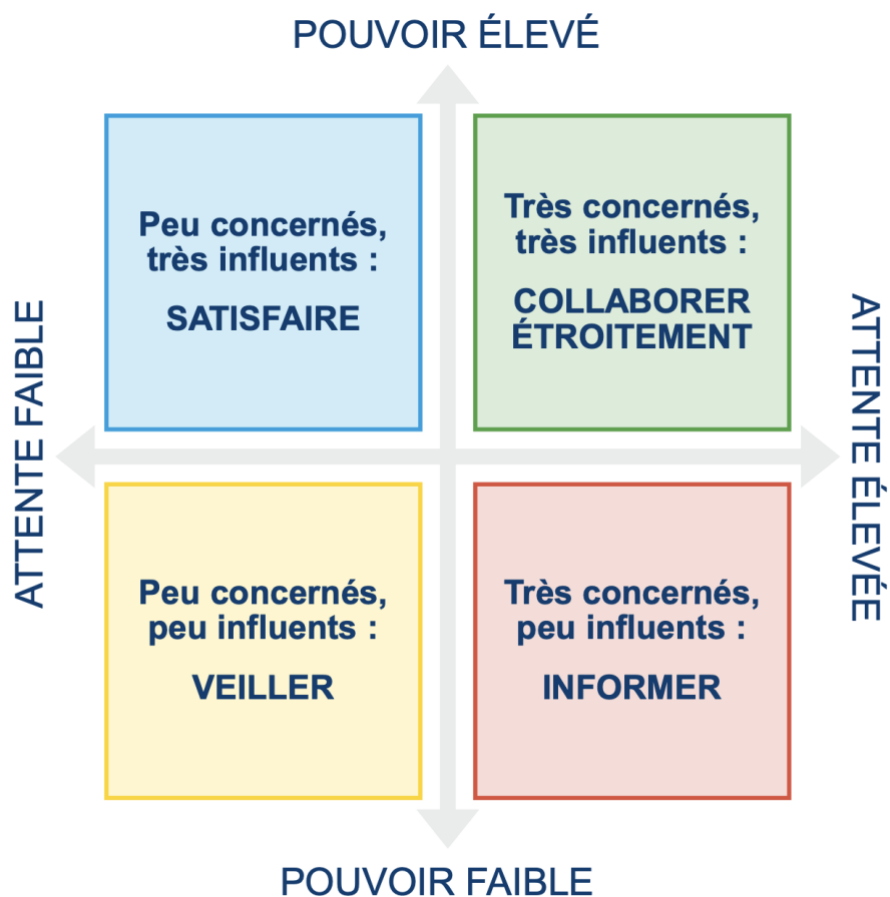 POUVOIR ÉLEVÉ
Peu concernés,
très influents :
SATISFAIRE
Très concernés,
très influents :
COLLABORER
ÉTROITEMENT
ATTENTE FAIBLE
ATTENTE ÉLEVÉE
Peu concernés,
peu influents :
VEILLER
Très concernés,
peu influents :
INFORMER
POUVOIR FAIBLE